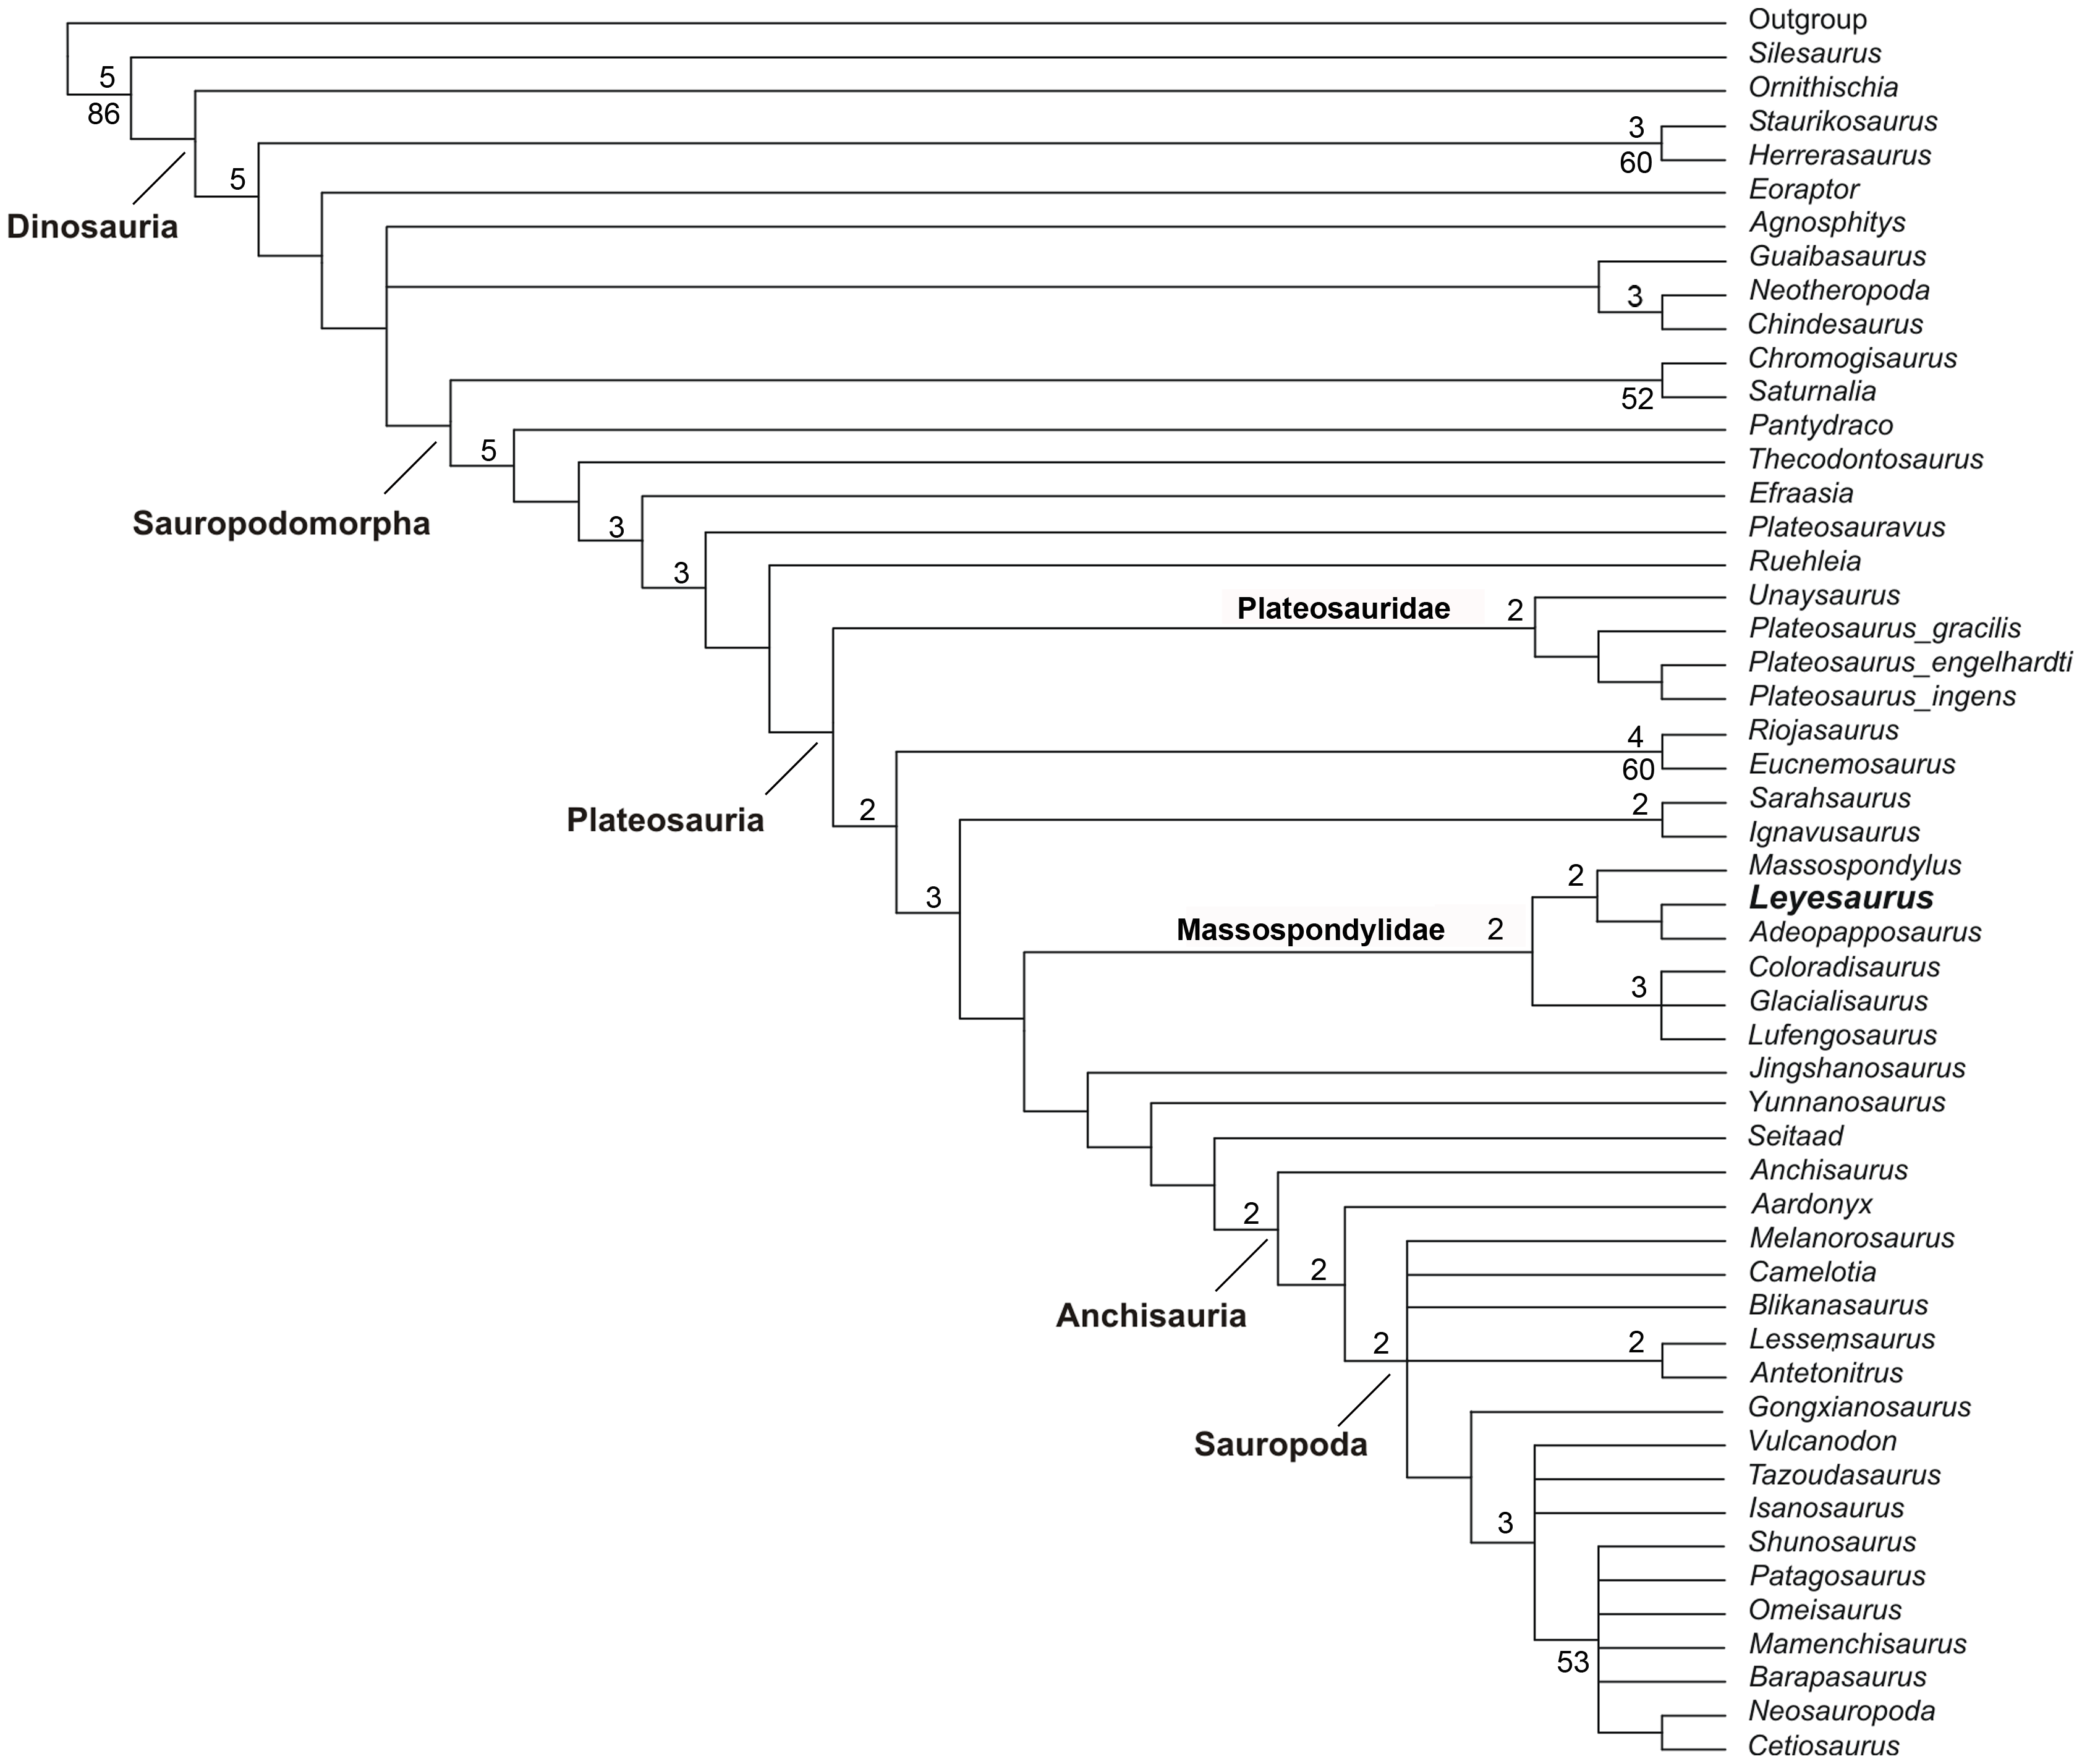 Outgroup
Silesaurus
5
Ornithischia
86
Staurikosaurus
3
Herrerasaurus
60
5
Eoraptor
Dinosauria
Agnosphitys
Guaibasaurus
Neotheropoda
3
Chindesaurus
Chromogisaurus
Saturnalia
52
Pantydraco
5
Thecodontosaurus
Efraasia
Sauropodomorpha
3
Plateosauravus
Ruehleia
3
Unaysaurus
Plateosauridae 2
Plateosaurus_gracilis
Plateosaurus_engelhardti
Plateosaurus_ingens
Riojasaurus
4
Eucnemosaurus
60
Sarahsaurus
2
2
Plateosauria
Ignavusaurus
Massospondylus
2
3
Leyesaurus
Massospondylidae 2
Adeopapposaurus
Coloradisaurus
3
Glacialisaurus
Lufengosaurus
Jingshanosaurus
Yunnanosaurus
Seitaad
Anchisaurus
2
Aardonyx
Melanorosaurus
2
Camelotia
Blikanasaurus
Anchisauria
Lessemsaurus
2
2
Antetonitrus
Gongxianosaurus
Sauropoda
Vulcanodon
Tazoudasaurus
Isanosaurus
3
Shunosaurus
Patagosaurus
Omeisaurus
Mamenchisaurus
53
Barapasaurus
Neosauropoda
Cetiosaurus